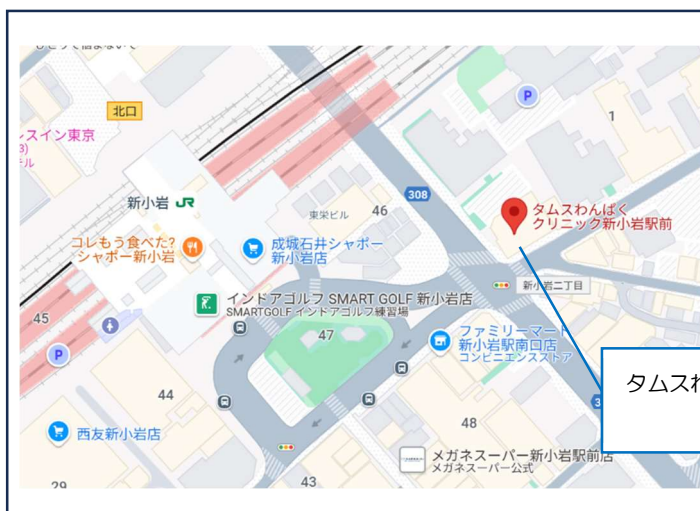 北口
P
1
スイン東京
3)
新小岩 JR
308
東栄ビル
46
タムスわんぱく
クリニック新小岩駅前
コレもう食べた?
シャポー新小岩
成城石井シャポー
新小岩店
新小岩二丁目
インドアゴルフ SMART GOLF 新小岩店
SMARTGOLF インドアゴルフ練習場
45
47
ファミリーマート
新小岩駅南口店
コンビニエンスストア
P
タムスわ
44
48
西友新小岩店
メガネスーパー新小岩駅前店
メガネスーパー公式
29
43